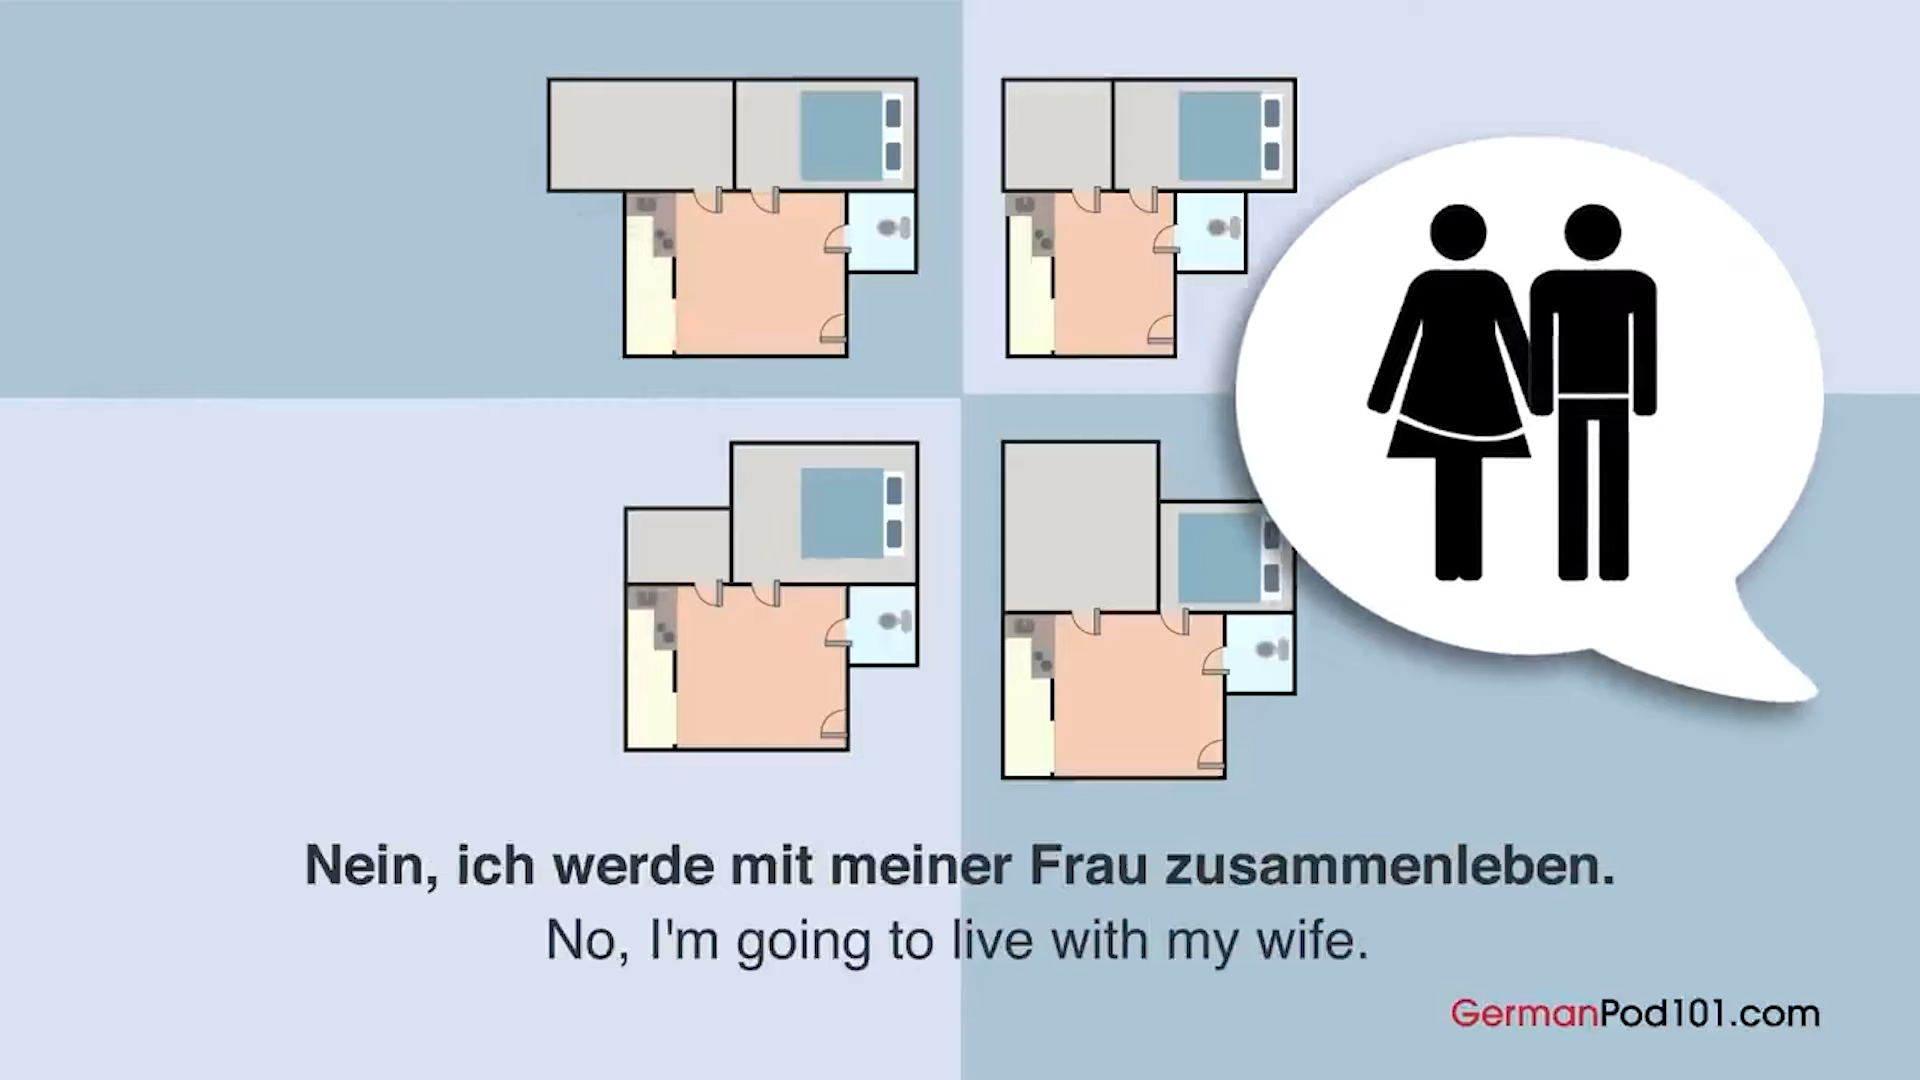 Nein, ich werde mit meiner Frau zusammenleben.
No, I'm going to live with my wife.
GermanPod101.com